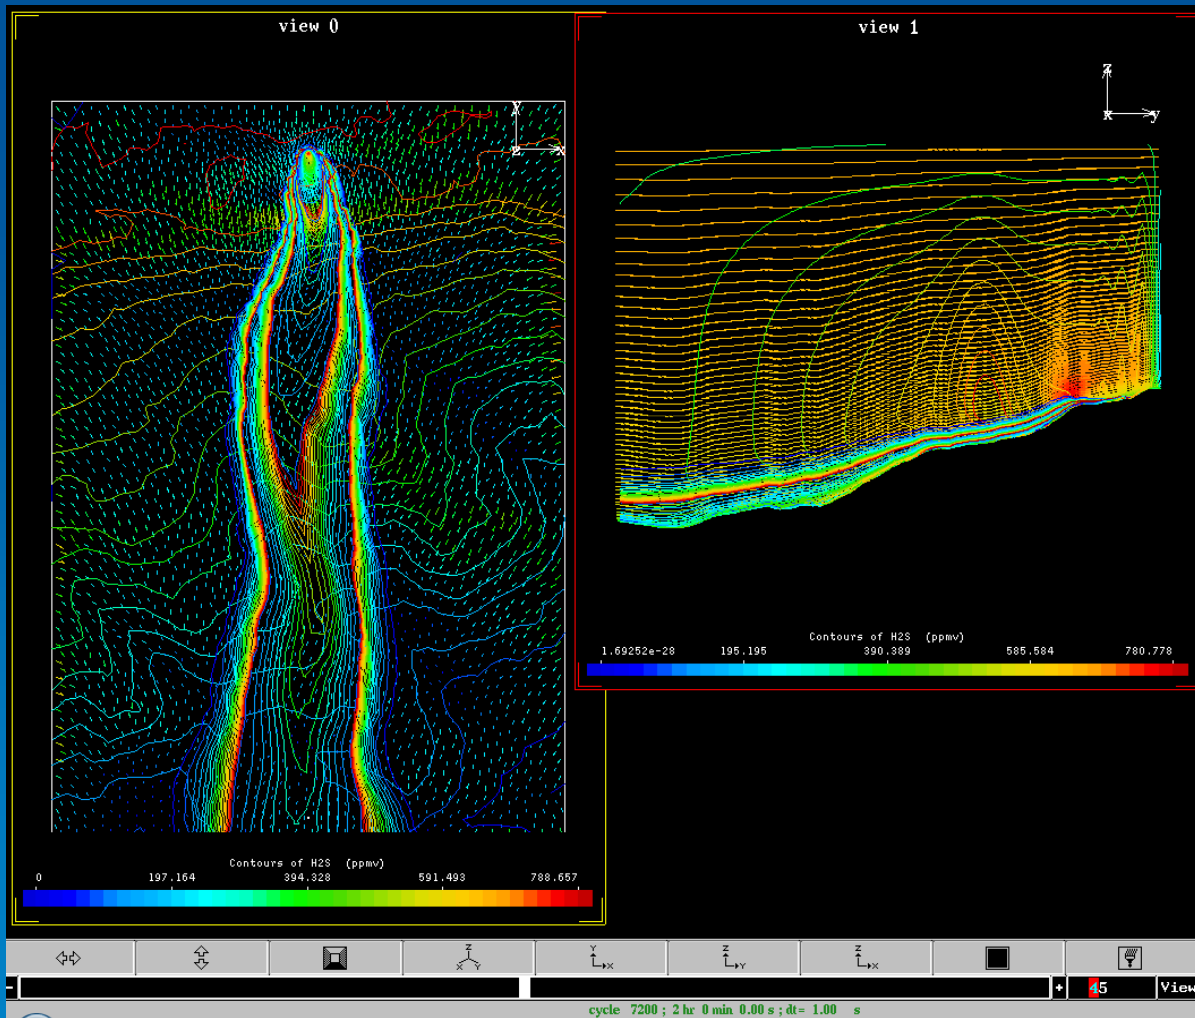 view 0
y
z x
Contours of H2S (ppmv)
0 197.164 394.328 591.493 788.657
view 1
z
x y
Contours of H2S (ppmv)
1.69252e-28 195.195 390.389 585.584 780.778
Z
X Y
Y
X
Z
Y
Z
X
- + 45 View
cycle 7200 ; 2 hr 0 min 0.00 s ; dt= 1.00 s